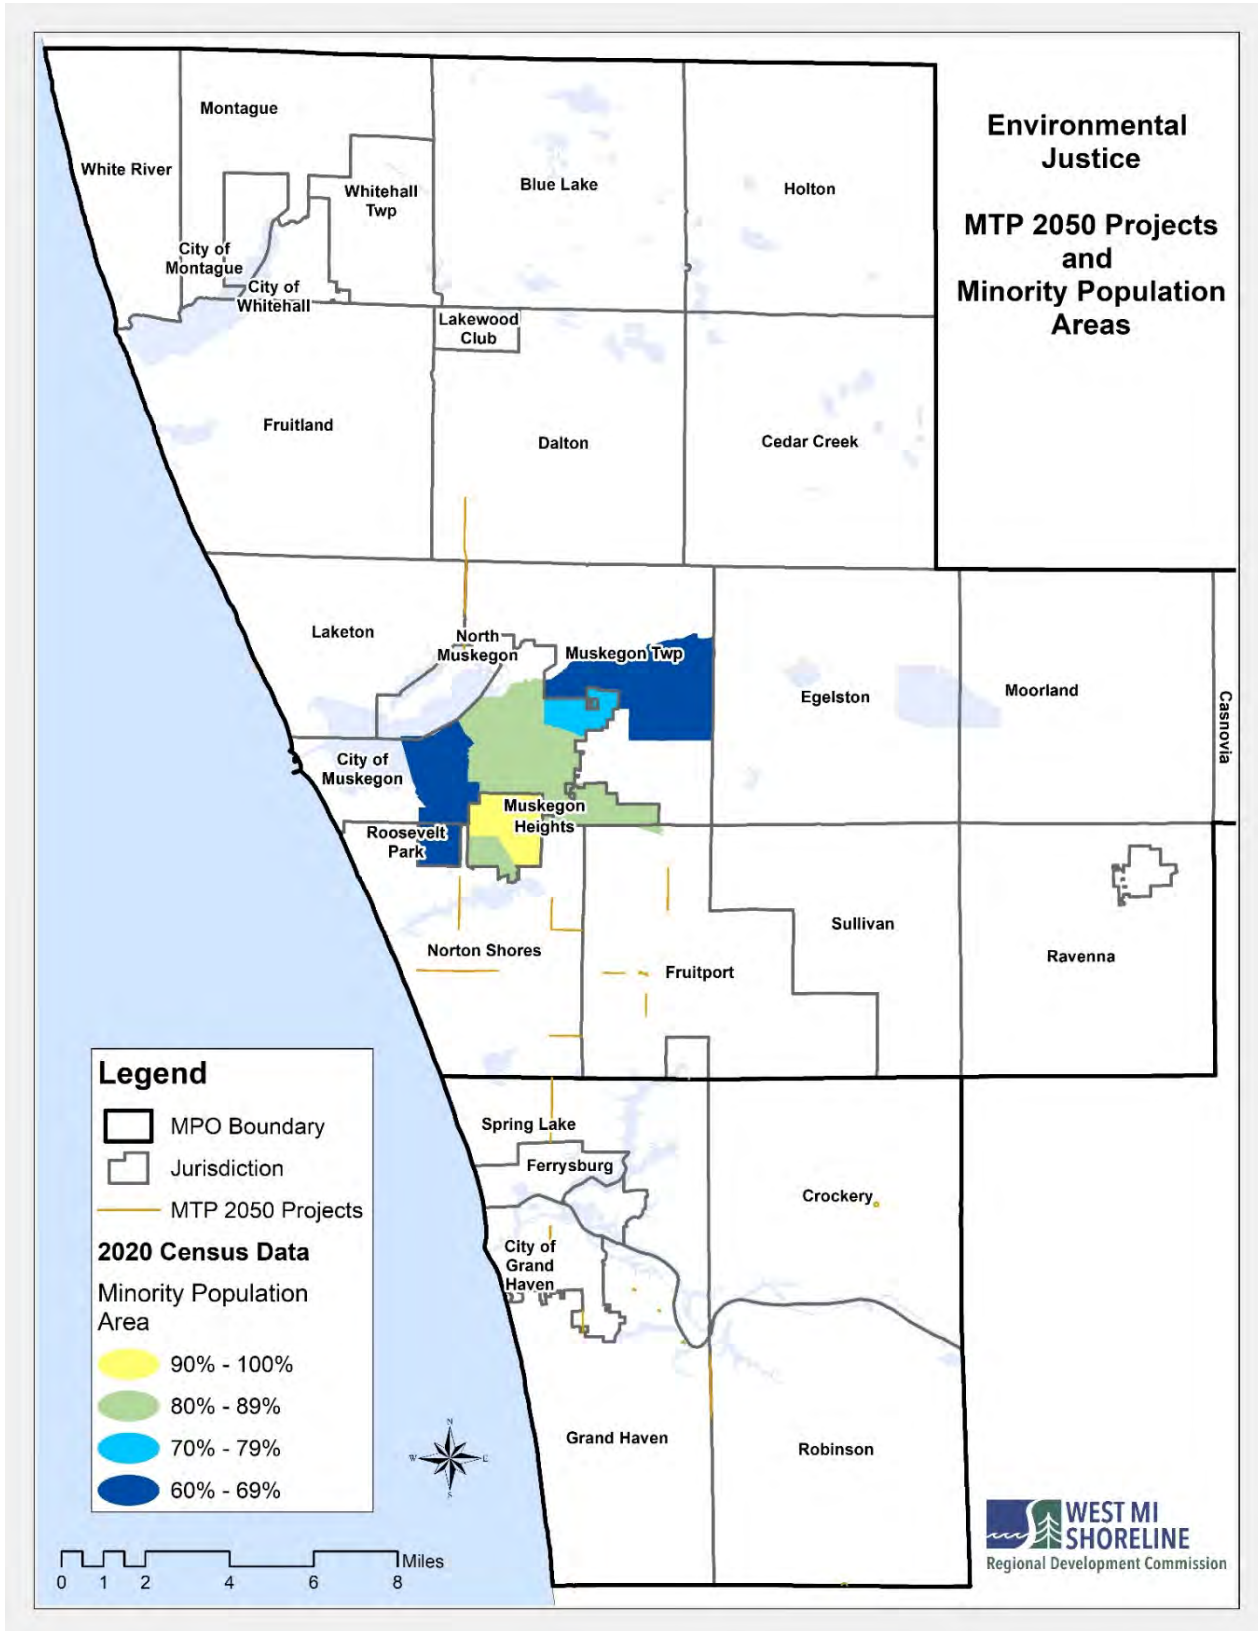 Environmental
Justice
MTP 2050 Projects
and
Minority Population
Areas
Montague
White River
Whitehall
Twp
Blue Lake
Holton
City of
Montague
City of
Whitehall
Lakewood
Club
Fruitland
Dalton
Cedar Creek
Laketon
North
Muskegon
Muskegon Twp
Egelston
Moorland
Casnovia
City of
Muskegon
Muskegon
Heights
Roosevelt
Park
Norton Shores
Fruitport
Sullivan
Ravenna
Spring Lake
Ferrysburg
Crockery
City of
Grand
Haven
Grand Haven
Robinson
Legend
MPO Boundary
Jurisdiction
MTP 2050 Projects
2020 Census Data
Minority Population
Area
90% - 100%
80% - 89%
70% - 79%
60% - 69%
N
W
E
S
Miles
0 1 2 4 6 8
WEST MI
SHORELINE
Regional Development Commission